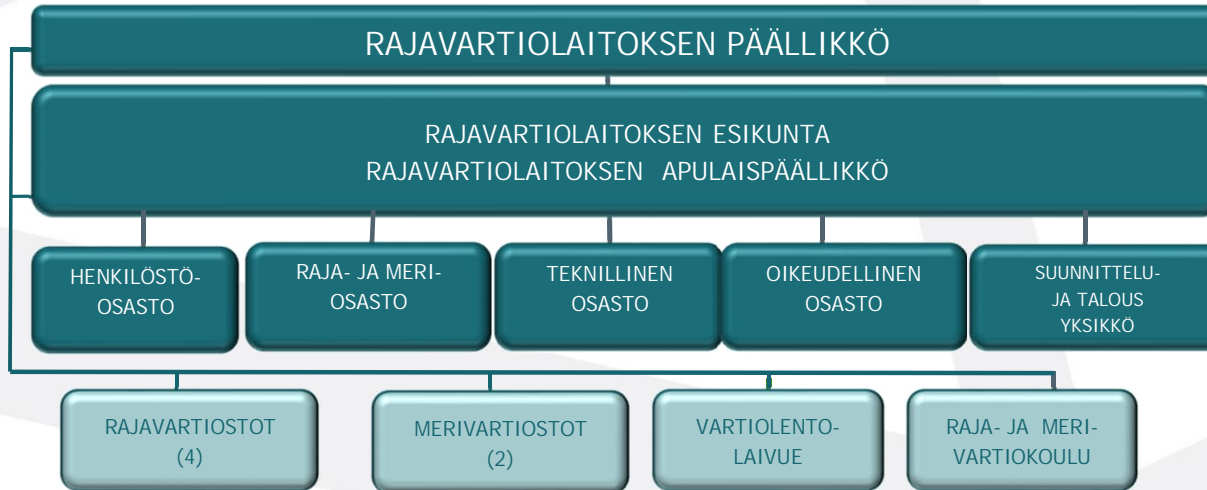 RAJAVARTIOLAITOKSEN PÄÄLLIKKÖ
RAJAVARTIOLAITOKSEN ESIKUNTA
RAJAVARTIOLAITOKSEN APULAISPÄÄLLIKKÖ
HENKILÖSTÖ-
OSASTO
RAJA- JA MERI-
OSASTO
TEKNILLINEN
OSASTO
OIKEUDELLINEN
OSASTO
SUUNNITTELU-
JA TALOUS
YKSIKKÖ
RAJAVARTIOSTOT
(4)
MERIVARTIOSTOT
(2)
VARTIOLENTO-
LAIVUE
RAJA- JA MERI-
VARTIOKOULU